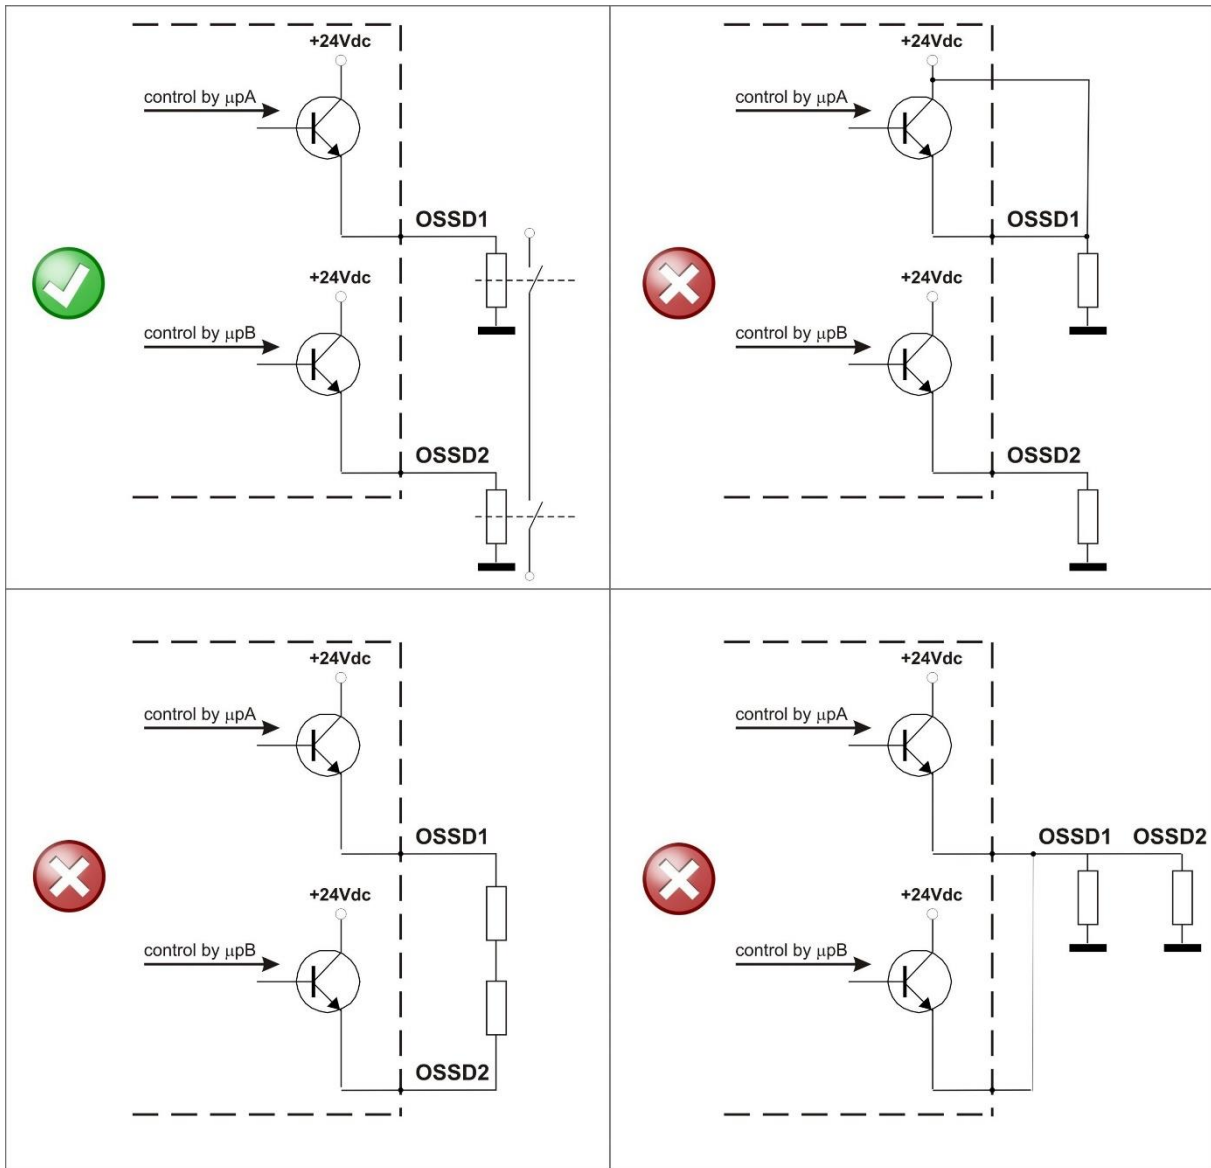 +24Vdc
control by μpA
OSSD1
+24Vdc
control by μpB
OSSD2
+24Vdc
control by μpA
OSSD1
+24Vdc
control by μpB
OSSD2
+24Vdc
control by μpA
OSSD1
+24Vdc
control by μpB
OSSD2
+24Vdc
control by μpA
OSSD1 OSSD2
+24Vdc
control by μpB